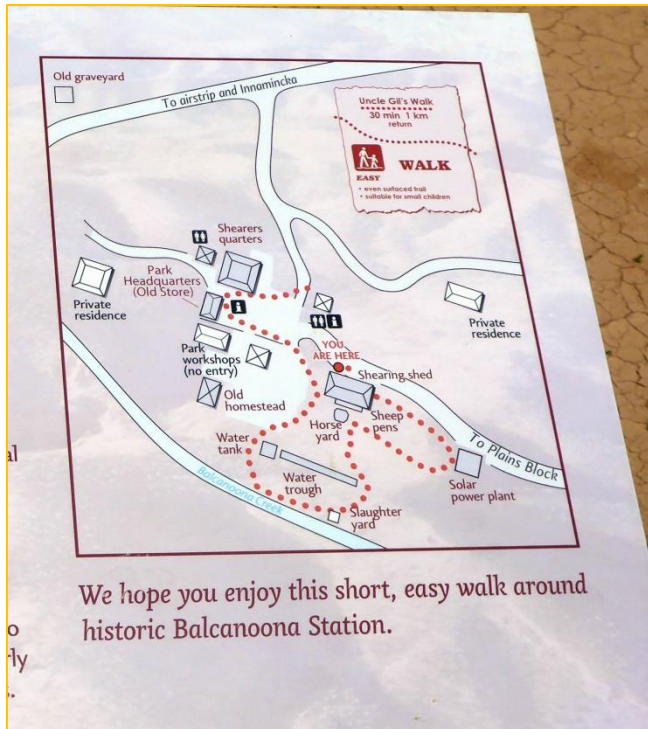 Old graveyard
To airstrip and Innamincka
Uncle Gil's Walk
30 min 1 km
return
EASY
WALK
• even surfaced trail
• suitable for small children
Shearers
quarters
Park
Headquarters
(Old Store)
Private
residence
i
i
Private
residence
Park
workshops
(no entry)
YOU
ARE HERE
Shearing shed
Old
homestead
Horse
yard
Sheep
pens
To Plains Block
Water
tank
Water
trough
Solar
power plant
Balcanoona Creek
Slaughter
yard
We hope you enjoy this short, easy walk around
historic Balcanoona Station.